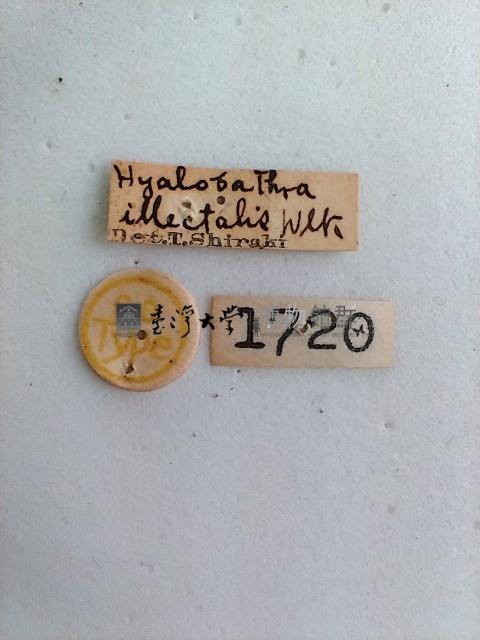 Hyalobathra
illectalis Wlk
Det.T.Shiraki
Type
臺灣大學
1720